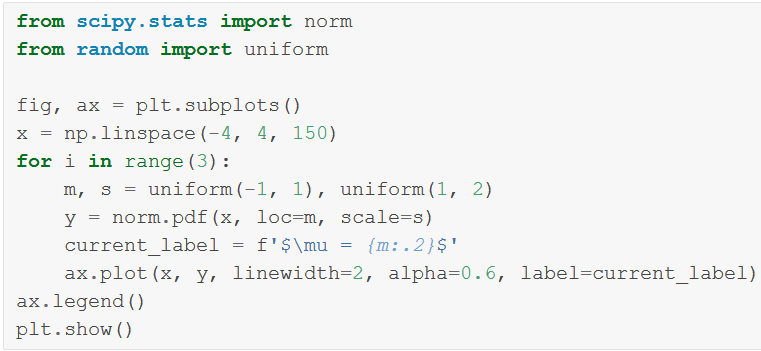 from scipy.stats import norm
from random import uniform

fig, ax = plt.subplots()
x = np.linspace(-4, 4, 150)
for i in range(3):
    m, s = uniform(-1, 1), uniform(1, 2)
    y = norm.pdf(x, loc=m, scale=s)
    current_label = f'$\mu = {m:.2}$'
    ax.plot(x, y, linewidth=2, alpha=0.6, label=current_label)
ax.legend()
plt.show()